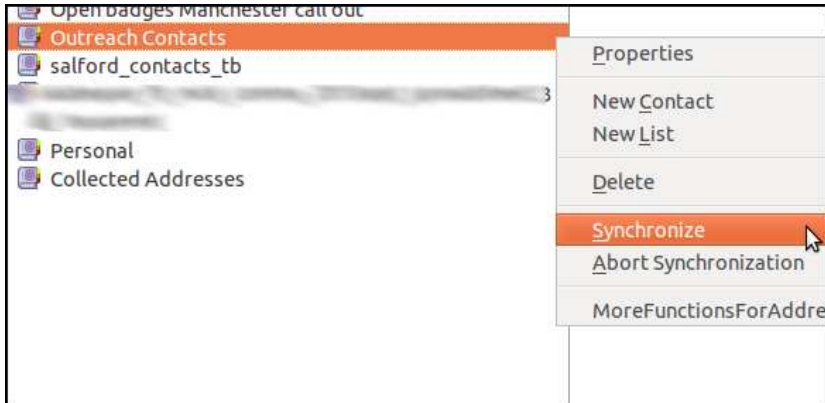 Open badges Manchester call out
Outreach Contacts
salford_contacts_tb
Personal
Collected Addresses
Properties
New Contact
New List
Delete
Synchronize
Abort Synchronization
MoreFunctionsForAddre